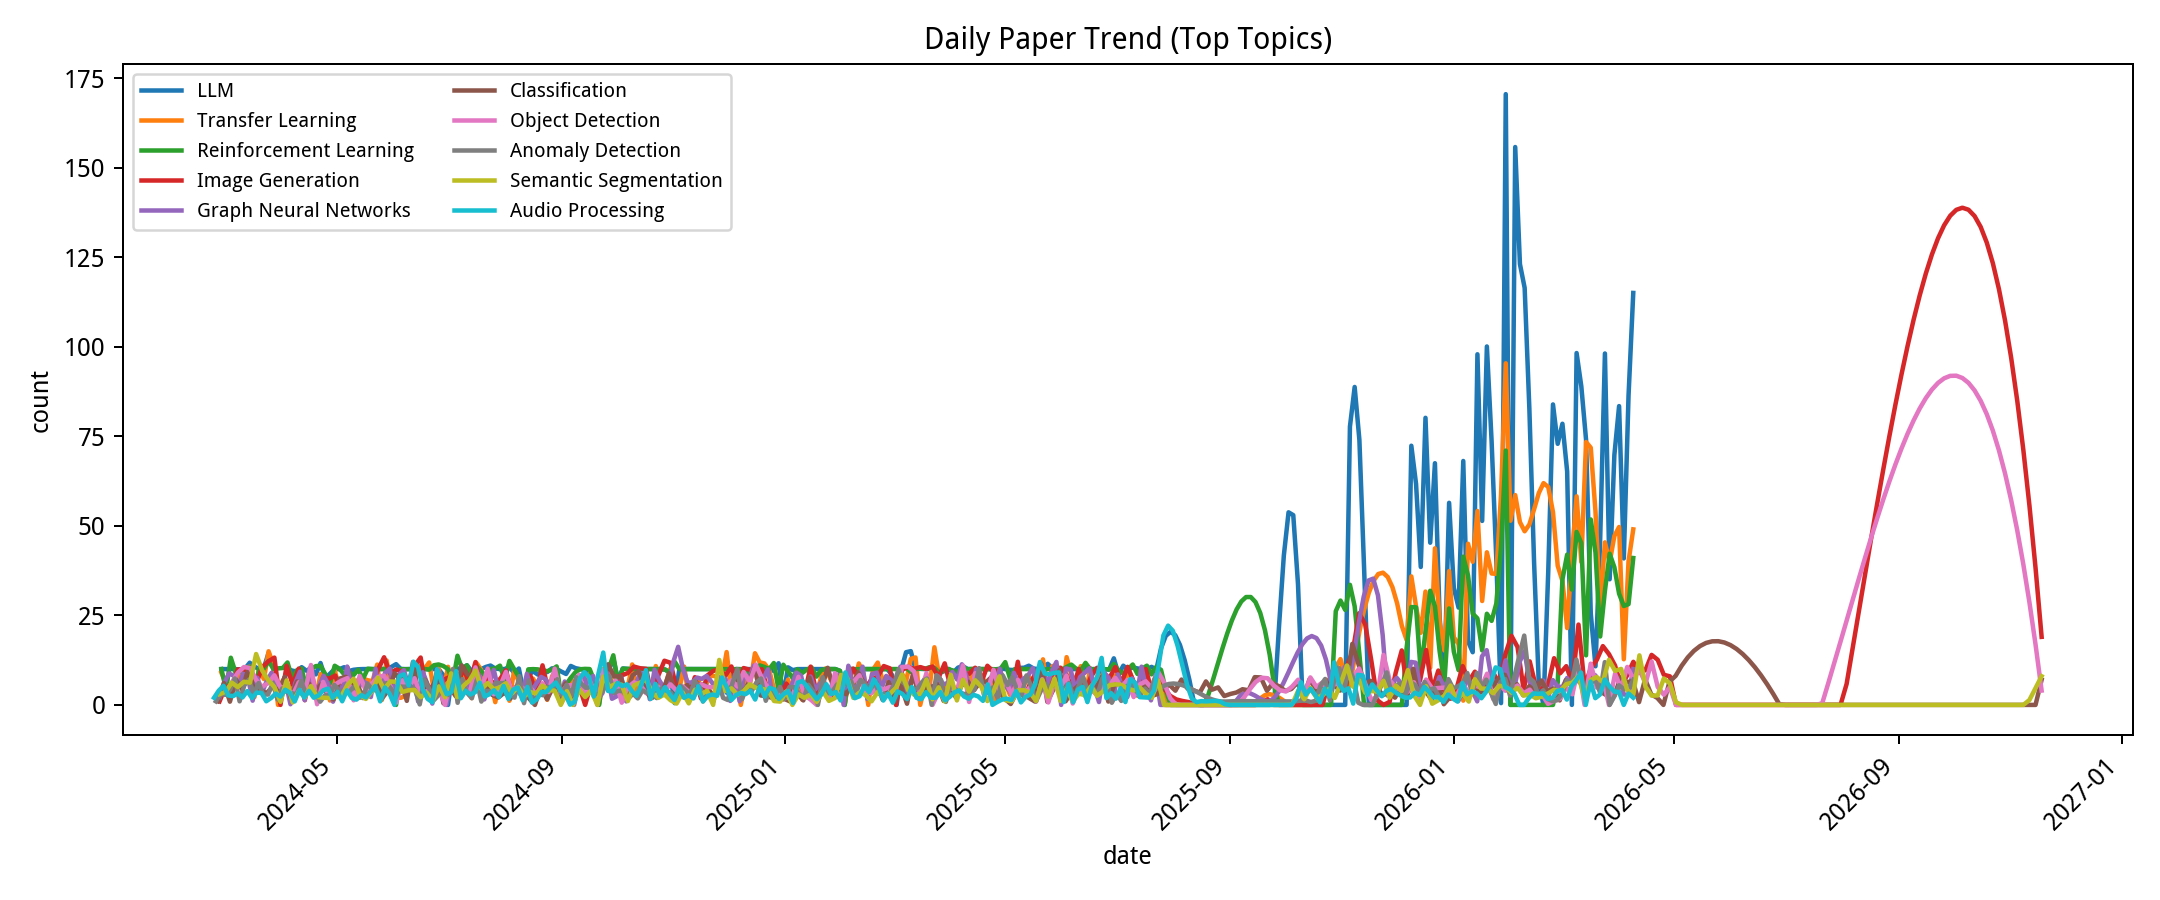 Daily Paper Trend (Top Topics)
175
150
125
100
75
50
25
0
count
LLM
Transfer Learning
Reinforcement Learning
Image Generation
Graph Neural Networks
Classification
Object Detection
Anomaly Detection
Semantic Segmentation
Audio Processing
2024-05
2024-09
2025-01
2025-05
2025-09
2026-01
2026-05
2026-09
2027-01
date